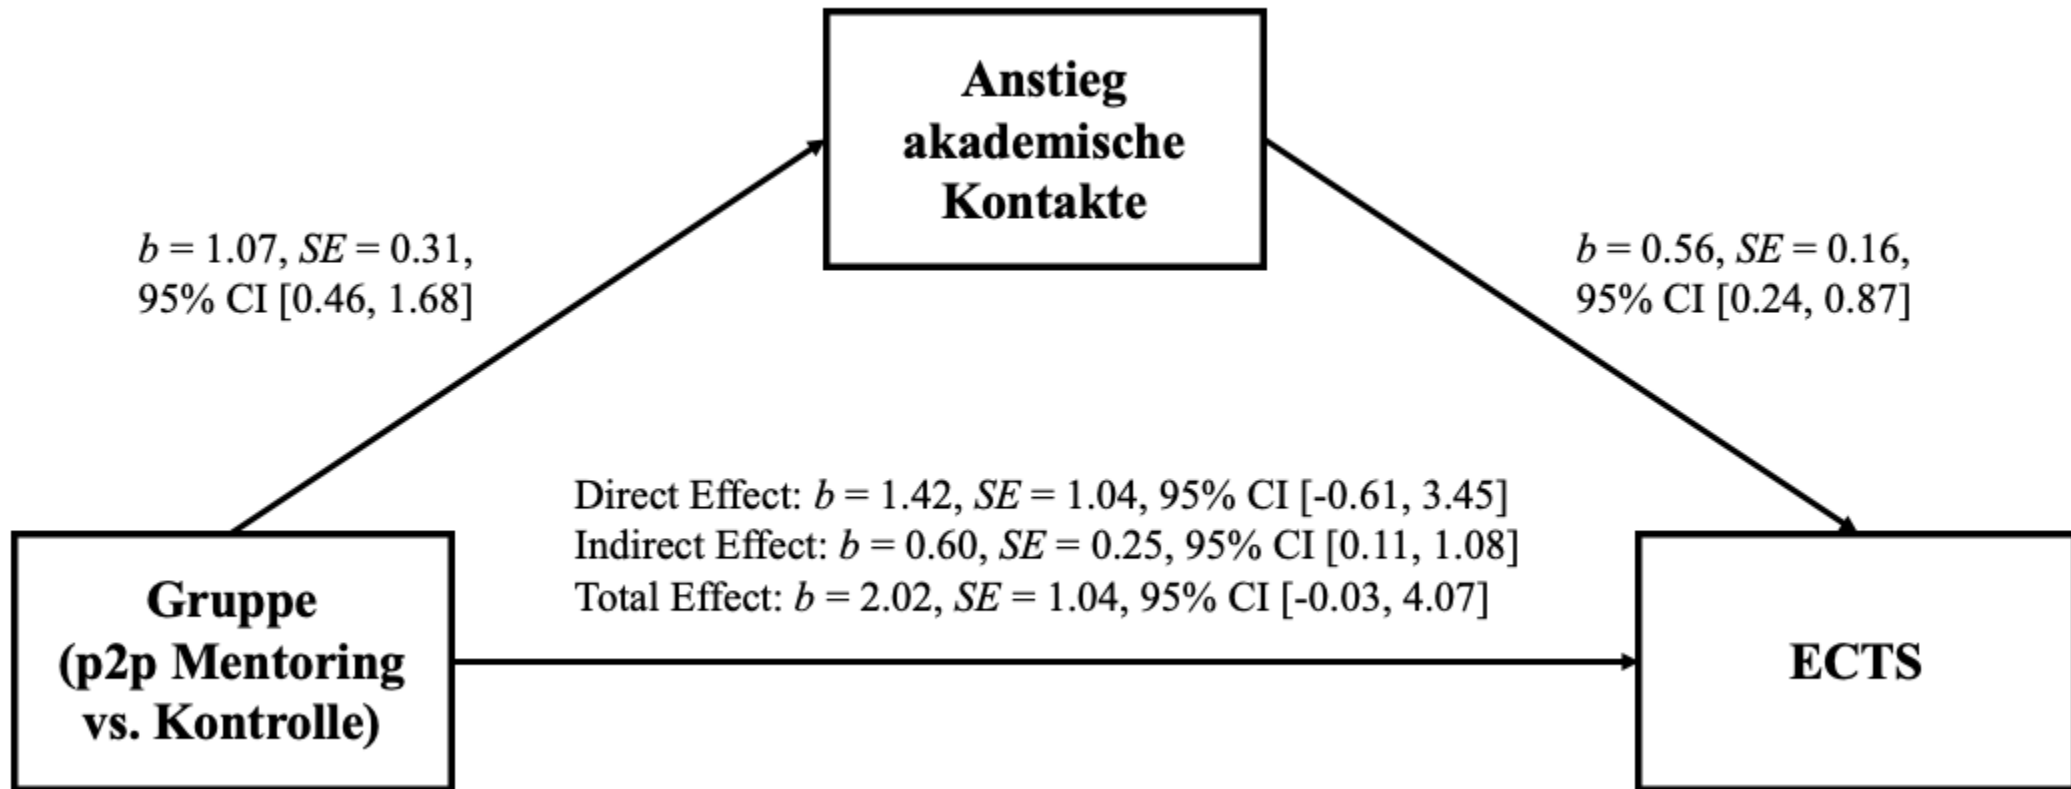 Anstieg
akademische
Kontakte
b = 1.07, SE = 0.31,
95% CI [0.46, 1.68]
b = 0.56, SE = 0.16,
95% CI [0.24, 0.87]
Direct Effect: b = 1.42, SE = 1.04, 95% CI [-0.61, 3.45]
Indirect Effect: b = 0.60, SE = 0.25, 95% CI [0.11, 1.08]
Total Effect: b = 2.02, SE = 1.04, 95% CI [-0.03, 4.07]
Gruppe
(p2p Mentoring
vs. Kontrolle)
ECTS